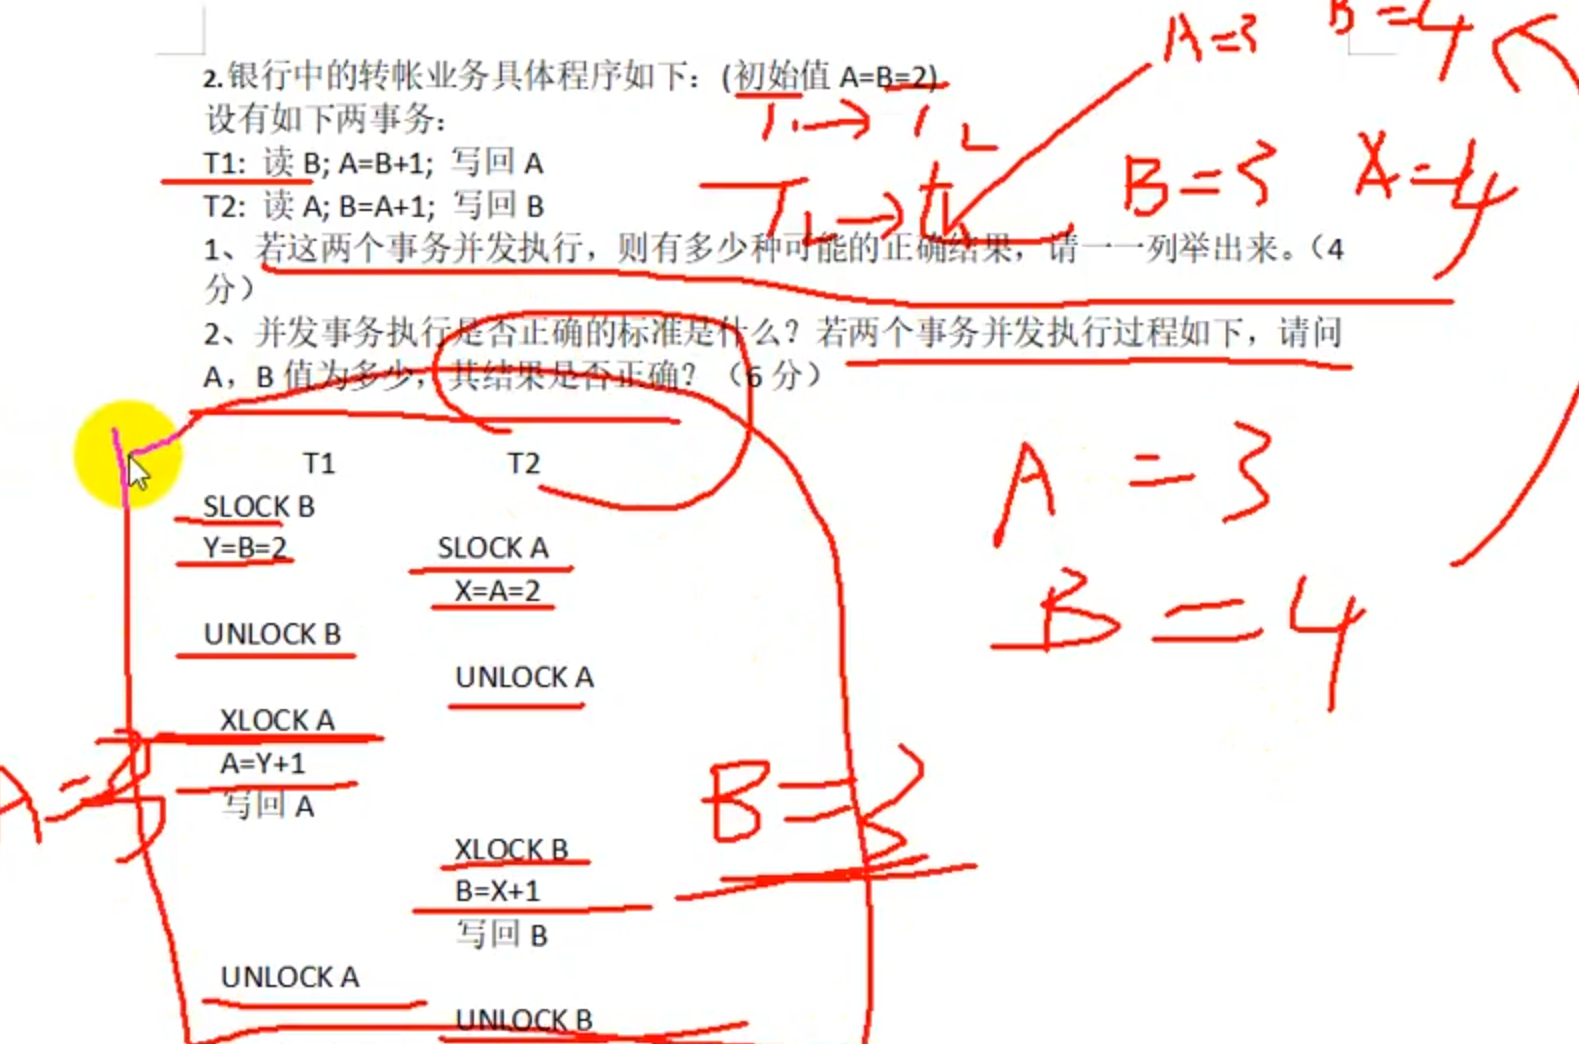 A=3 B=4
2.银行中的转帐业务具体程序如下：(初始值 A=B=2)
设有如下两事务：
T1：读 B; A=B+1; 写回 A
T2：读 A; B=A+1; 写回 B
B=3 A=4
1、若这两个事务并发执行，则有多少种可能的正确结果，请一一列举出来。（4
分）
2、并发事务执行是否正确的标准是什么？若两个事务并发执行过程如下，请问
A，B 值为多少，其结果是否正确？（6 分）
A=3
B=4
T1 T2
SLOCK B
Y=B=2 SLOCK A
X=A=2
UNLOCK B
UNLOCK A
XLOCK A
A=Y+1
写回 A
A=3 B=3
XLOCK B
B=X+1
写回 B
UNLOCK A
UNLOCK B